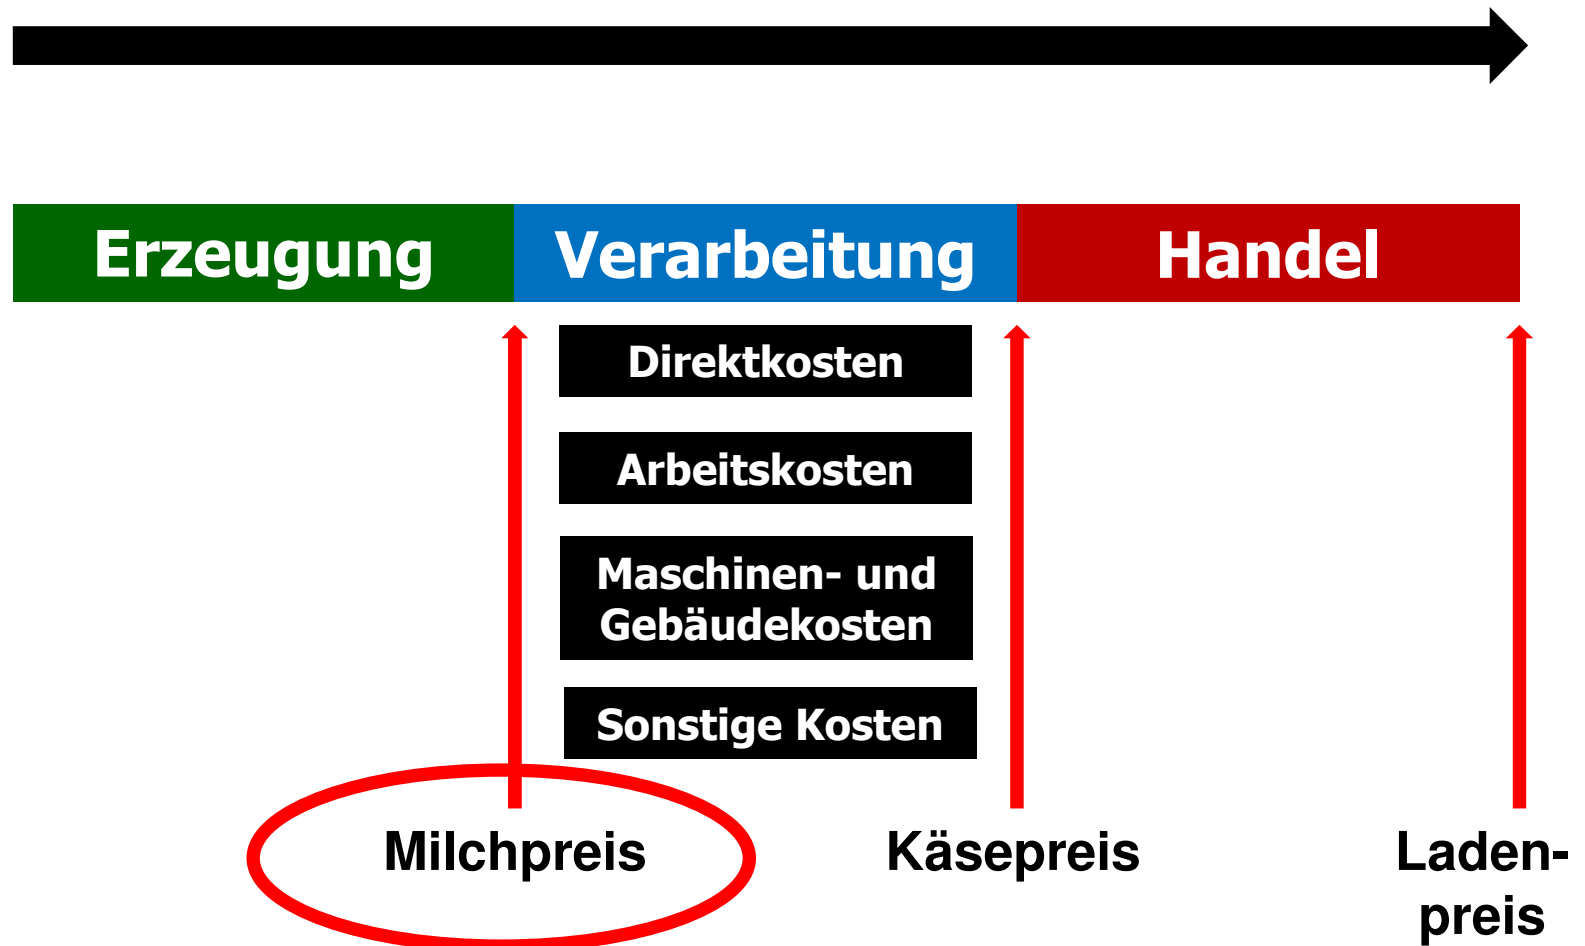 Erzeugung Verarbeitung Handel
Direktkosten
Arbeitskosten
Maschinen- und
Gebäudekosten
Sonstige Kosten
Milchpreis Käsepreis Laden-
preis